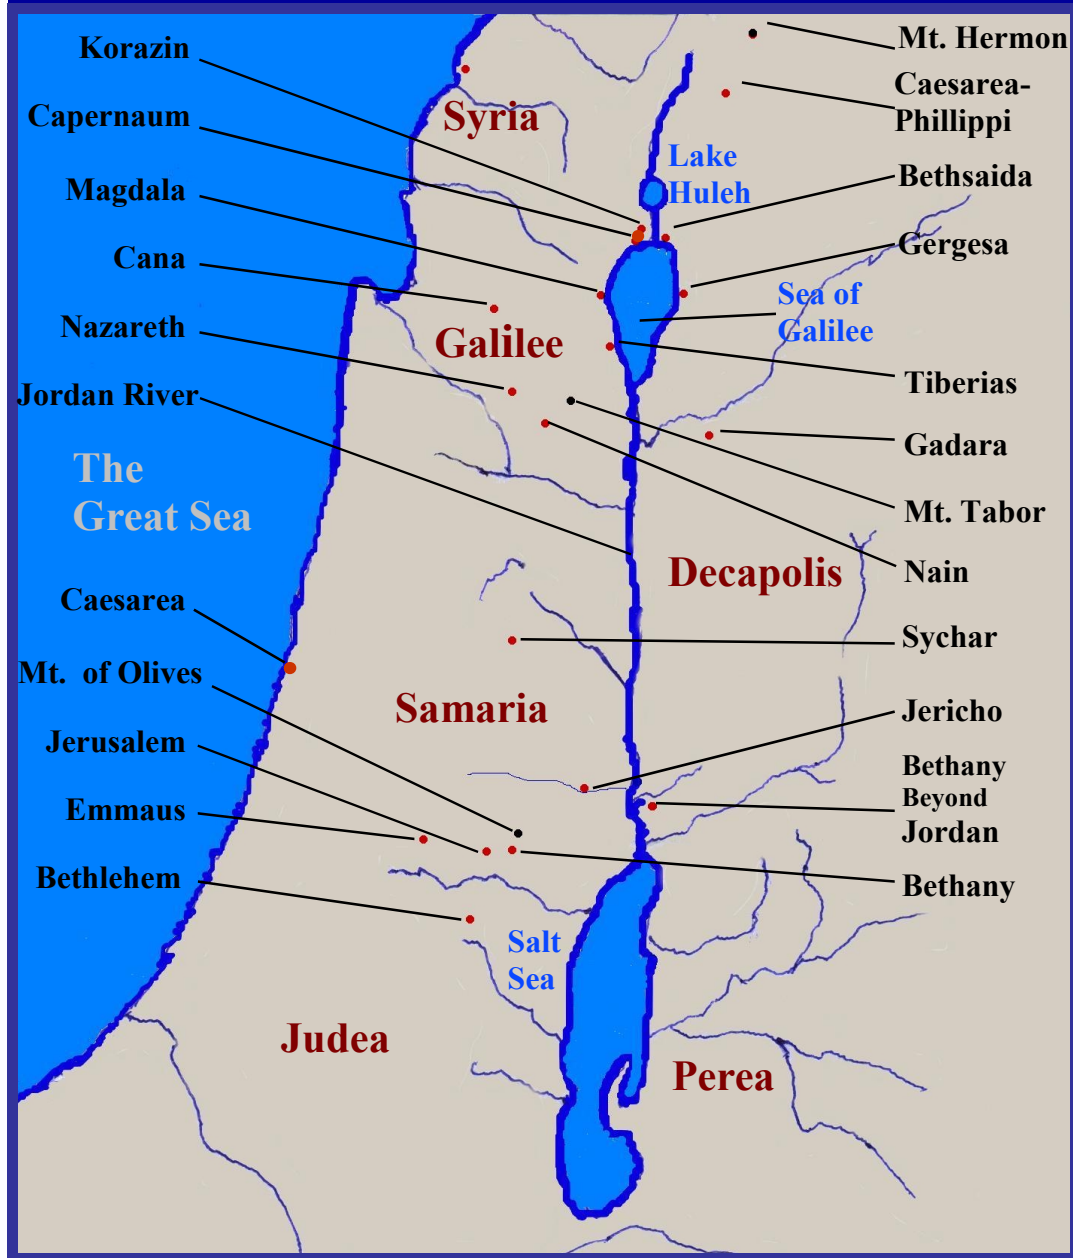 Korazin
Capernaum
Magdala
Cana
Nazareth
Jordan River
The
Great Sea
Caesarea
Mt. of Olives
Jerusalem
Emmaus
Bethlehem
Syria
Galilee
Samaria
Judea
Lake
Huleh
Sea of
Galilee
Decapolis
Salt
Sea
Perea
Mt. Hermon
Caesarea-
Phillippi
Bethsaida
Gergesa
Tiberias
Gadara
Mt. Tabor
Nain
Sychar
Jericho
Bethany
Beyond
Jordan
Bethany